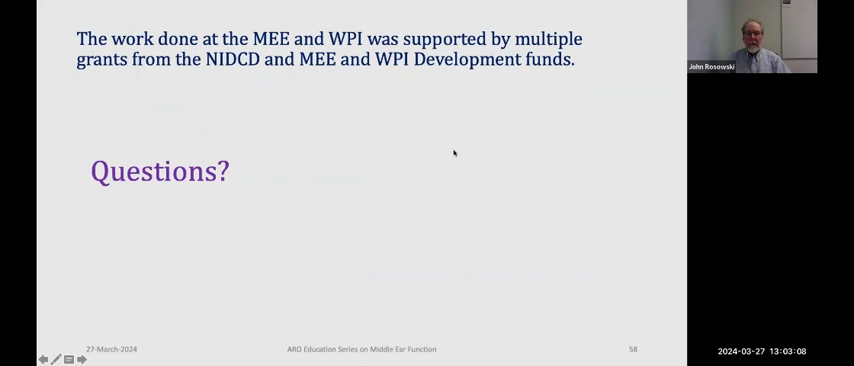 The work done at the MEE and WPI was supported by multiple
grants from the NIDCD and MEE and WPI Development funds.
John Rosowski
Questions?
27-March-2024
ARO Education Series on Middle Ear Function
58
2024-03-27 13:03:08